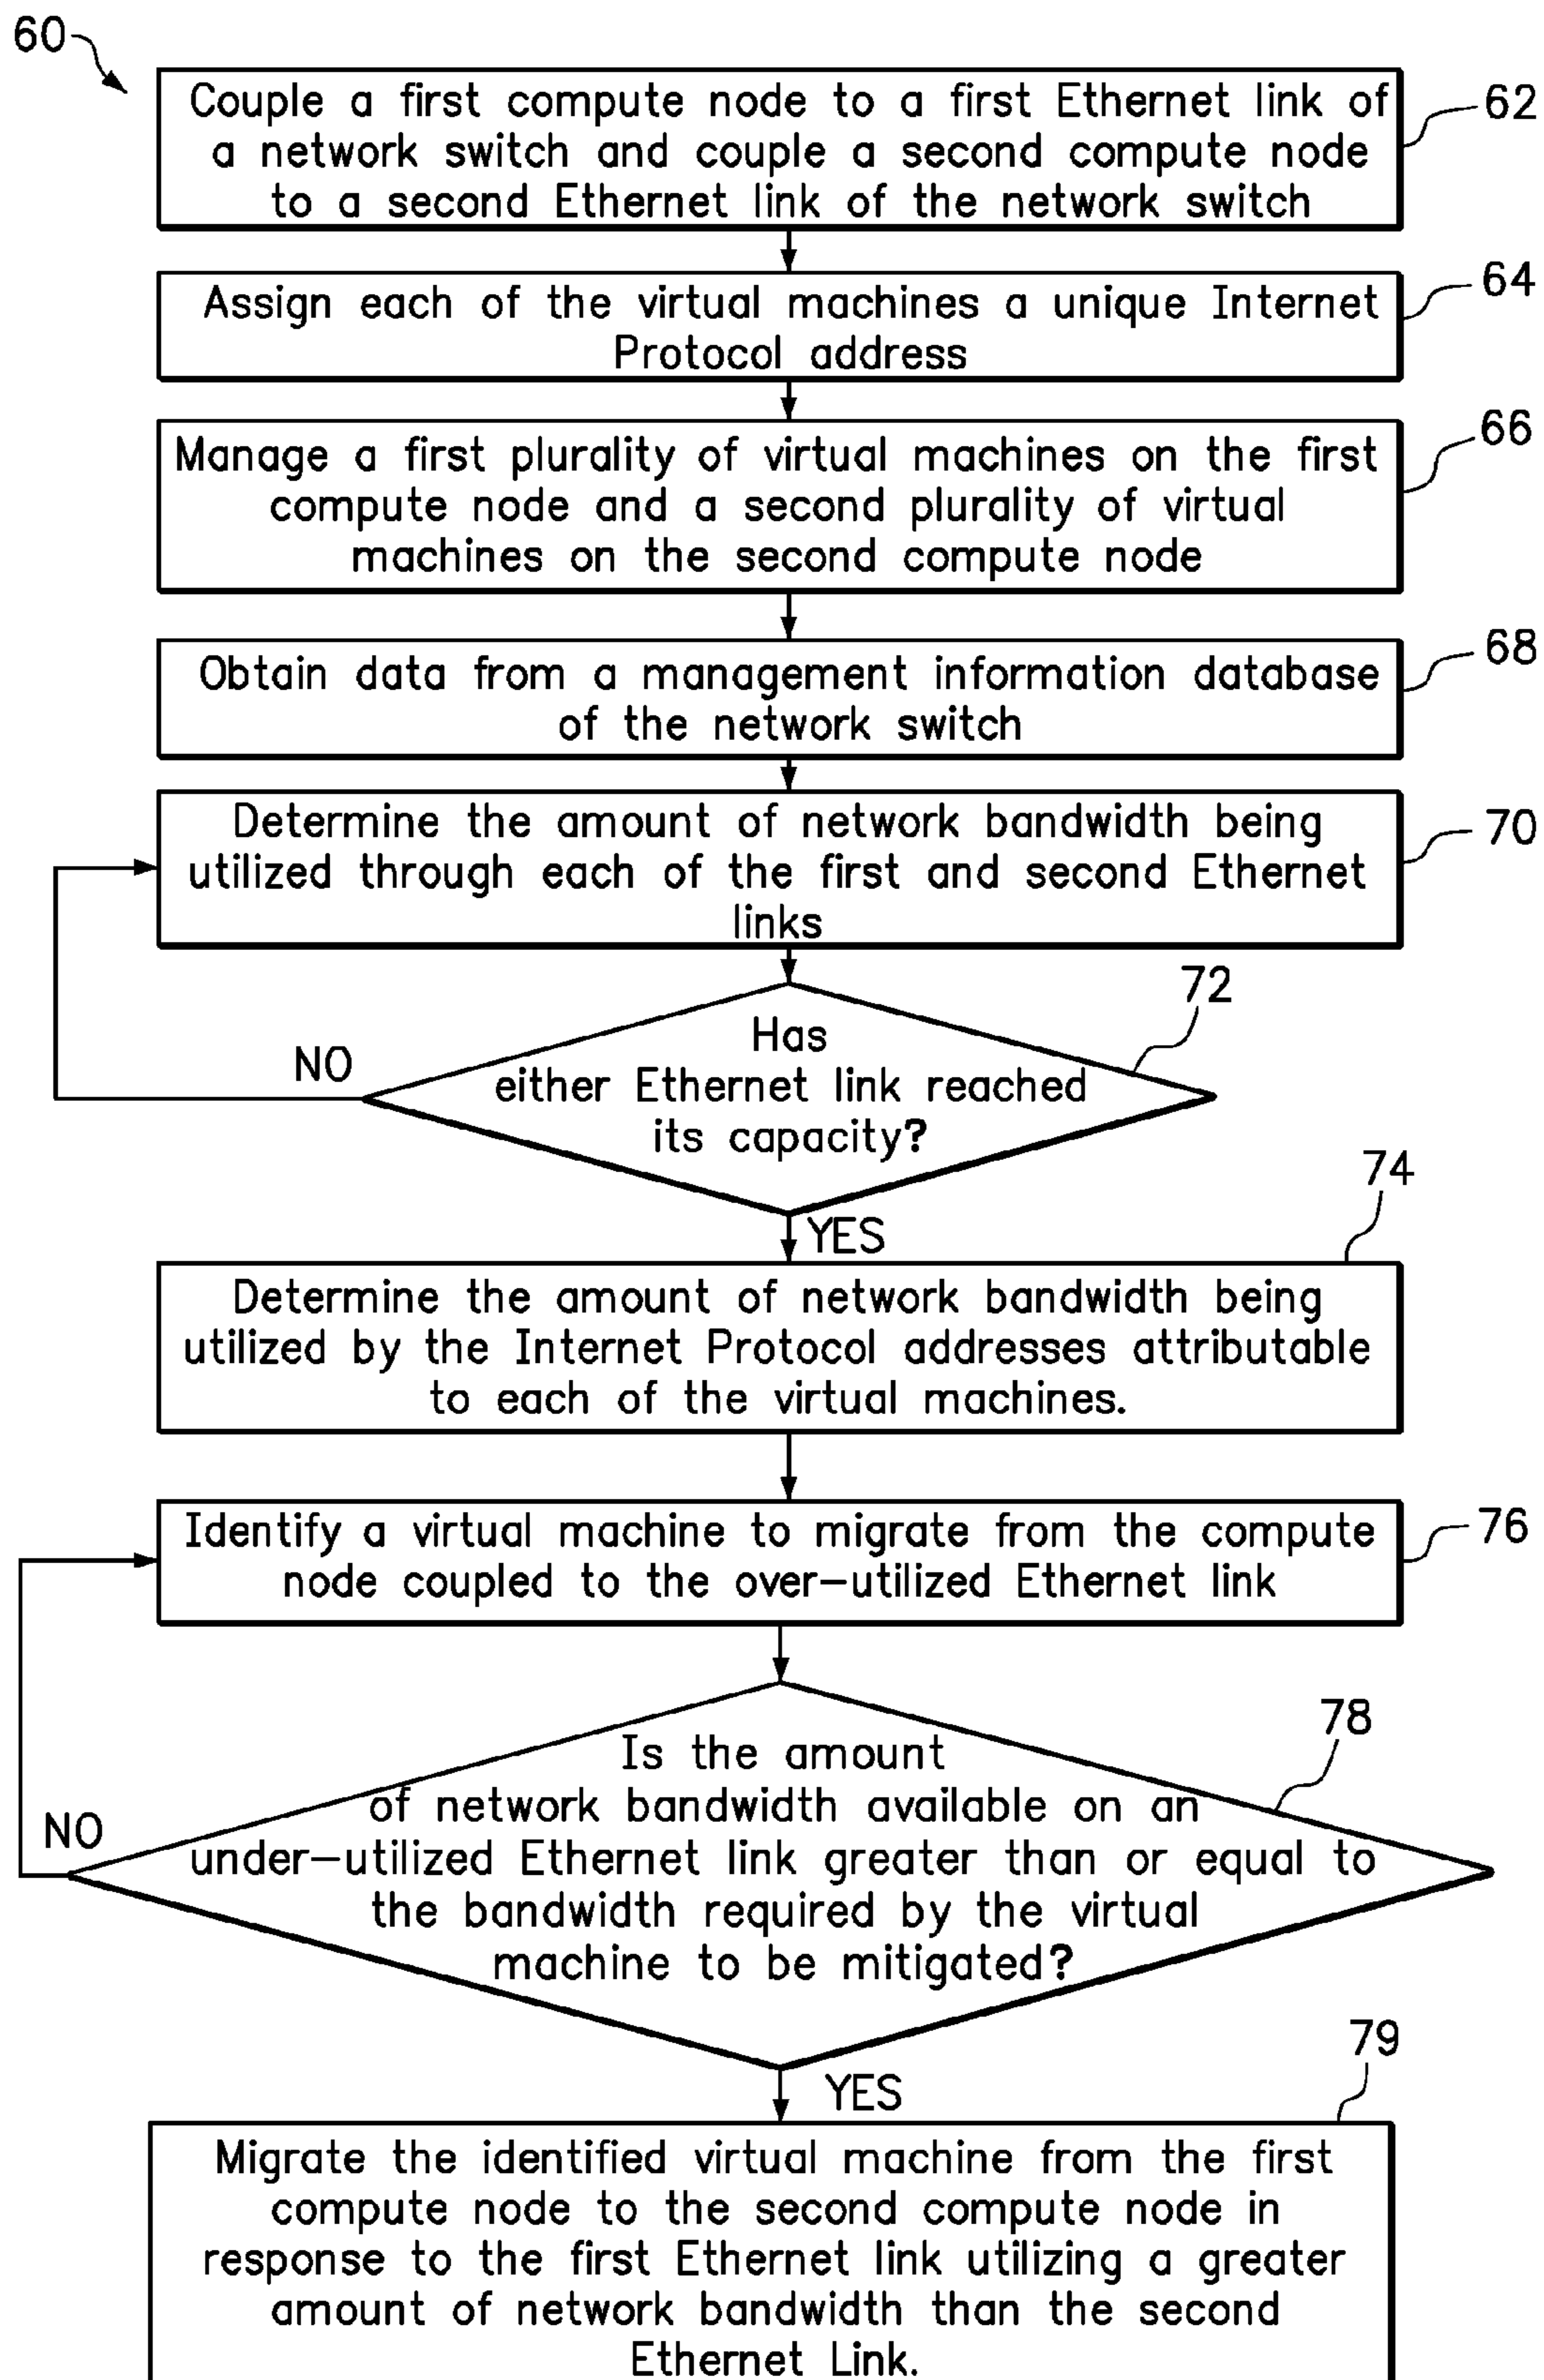 60
Couple a first compute node to a first Ethernet link of
a network switch and couple a second compute node
to a second Ethernet link of the network switch
62
Assign each of the virtual machines a unique Internet
Protocol address
64
Manage a first plurality of virtual machines on the first
compute node and a second plurality of virtual
machines on the second compute node
66
Obtain data from a management information database
of the network switch
68
Determine the amount of network bandwidth being
utilized through each of the first and second Ethernet
links
70
72
Has
either Ethernet link reached
its capacity?
NO
YES
74
Determine the amount of network bandwidth being
utilized by the Internet Protocol addresses attributable
to each of the virtual machines.
Identify a virtual machine to migrate from the compute
node coupled to the over-utilized Ethernet link
76
78
Is the amount
of network bandwidth available on an
under-utilized Ethernet link greater than or equal to
the bandwidth required by the virtual
machine to be mitigated?
NO
YES
79
Migrate the identified virtual machine from the first
compute node to the second compute node in
response to the first Ethernet link utilizing a greater
amount of network bandwidth than the second
Ethernet Link.